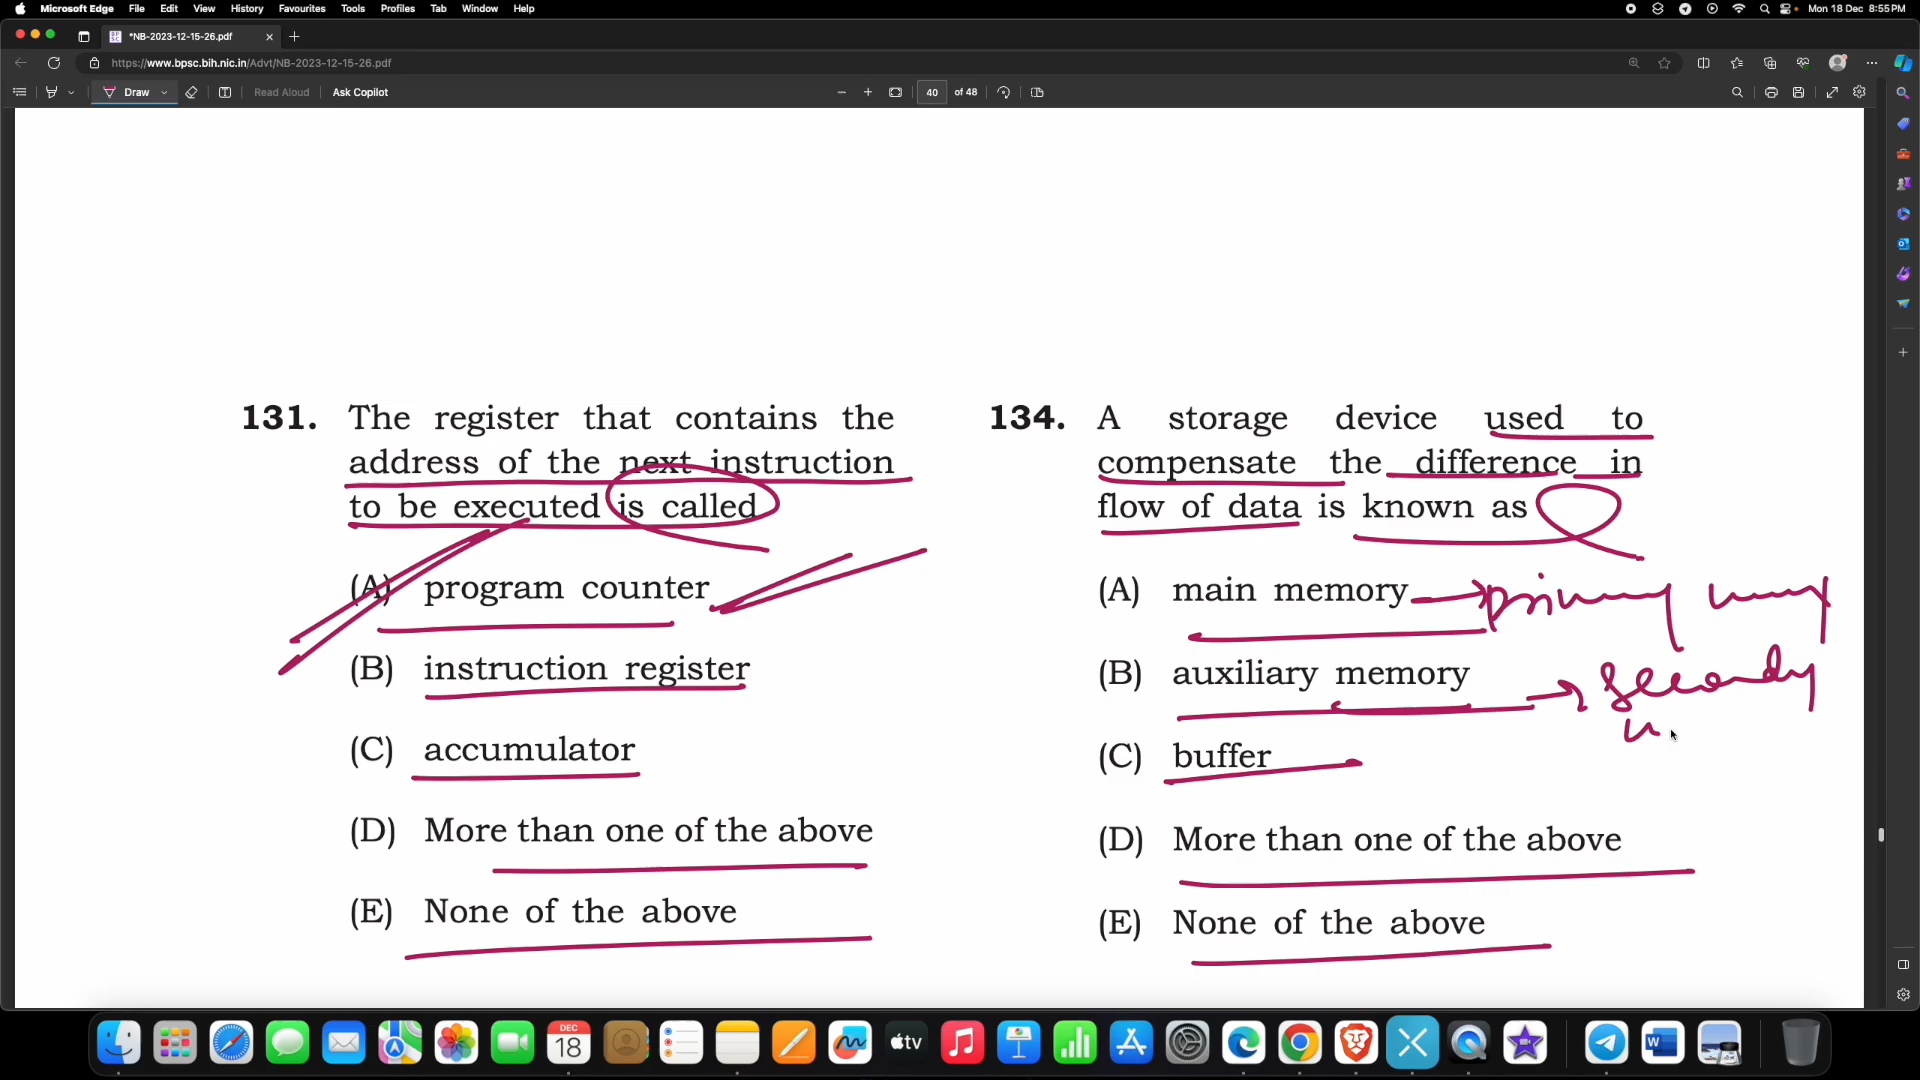 Microsoft Edge File Edit View History Favourites Tools Profiles Tab Window Help Mon 18 Dec 8:55 PM
*NB-2023-12-15-26.pdf
https://www.bpsc.bih.nic.in/Advt/NB-2023-12-15-26.pdf
Draw Read Aloud Ask Copilot 40 of 48
131. The register that contains the
address of the next instruction
to be executed is called
(A) program counter
(B) instruction register
(C) accumulator
(D) More than one of the above
(E) None of the above
134. A storage device used to
compensate the difference in
flow of data is known as
(A) main memory
(B) auxiliary memory
(C) buffer
(D) More than one of the above
(E) None of the above
DEC
18
tv